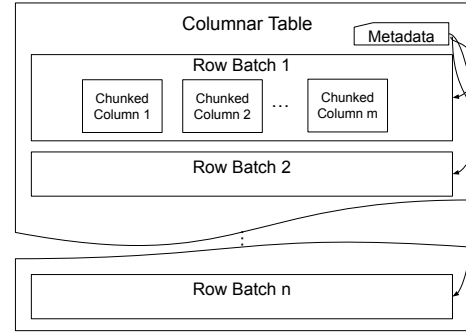 Columnar Table
Metadata
Row Batch 1
Chunked
Column 1
Chunked
Column 2
...
Chunked
Column m
Row Batch 2
⋮
Row Batch n